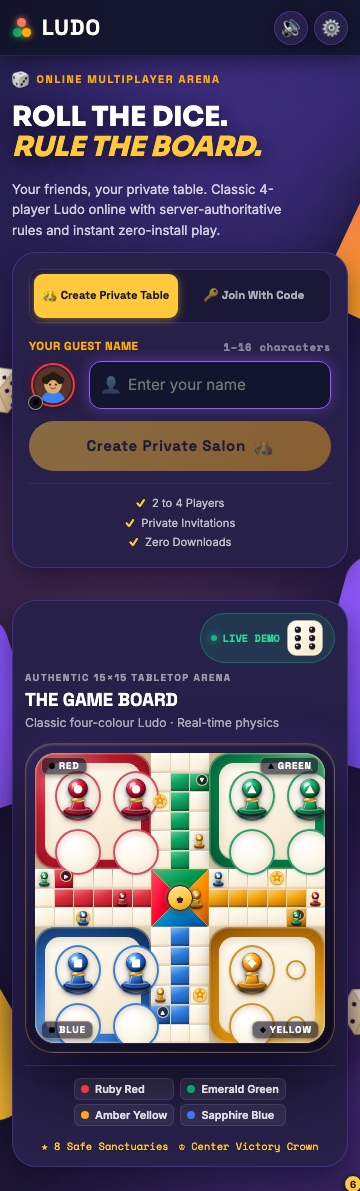 LUDO
ONLINE MULTIPLAYER ARENA
ROLL THE DICE.
RULE THE BOARD.
Your friends, your private table. Classic 4-
player Ludo online with server-authoritative
rules and instant zero-install play.
Create Private Table
Join With Code
YOUR GUEST NAME
1–16 characters
Enter your name
Create Private Salon
✓ 2 to 4 Players
✓ Private Invitations
✓ Zero Downloads
LIVE DEMO
AUTHENTIC 15×15 TABLETOP ARENA
THE GAME BOARD
Classic four-colour Ludo · Real-time physics
RED
GREEN
BLUE
YELLOW
Ruby Red
Emerald Green
Amber Yellow
Sapphire Blue
★ 8 Safe Sanctuaries
♔ Center Victory Crown
6